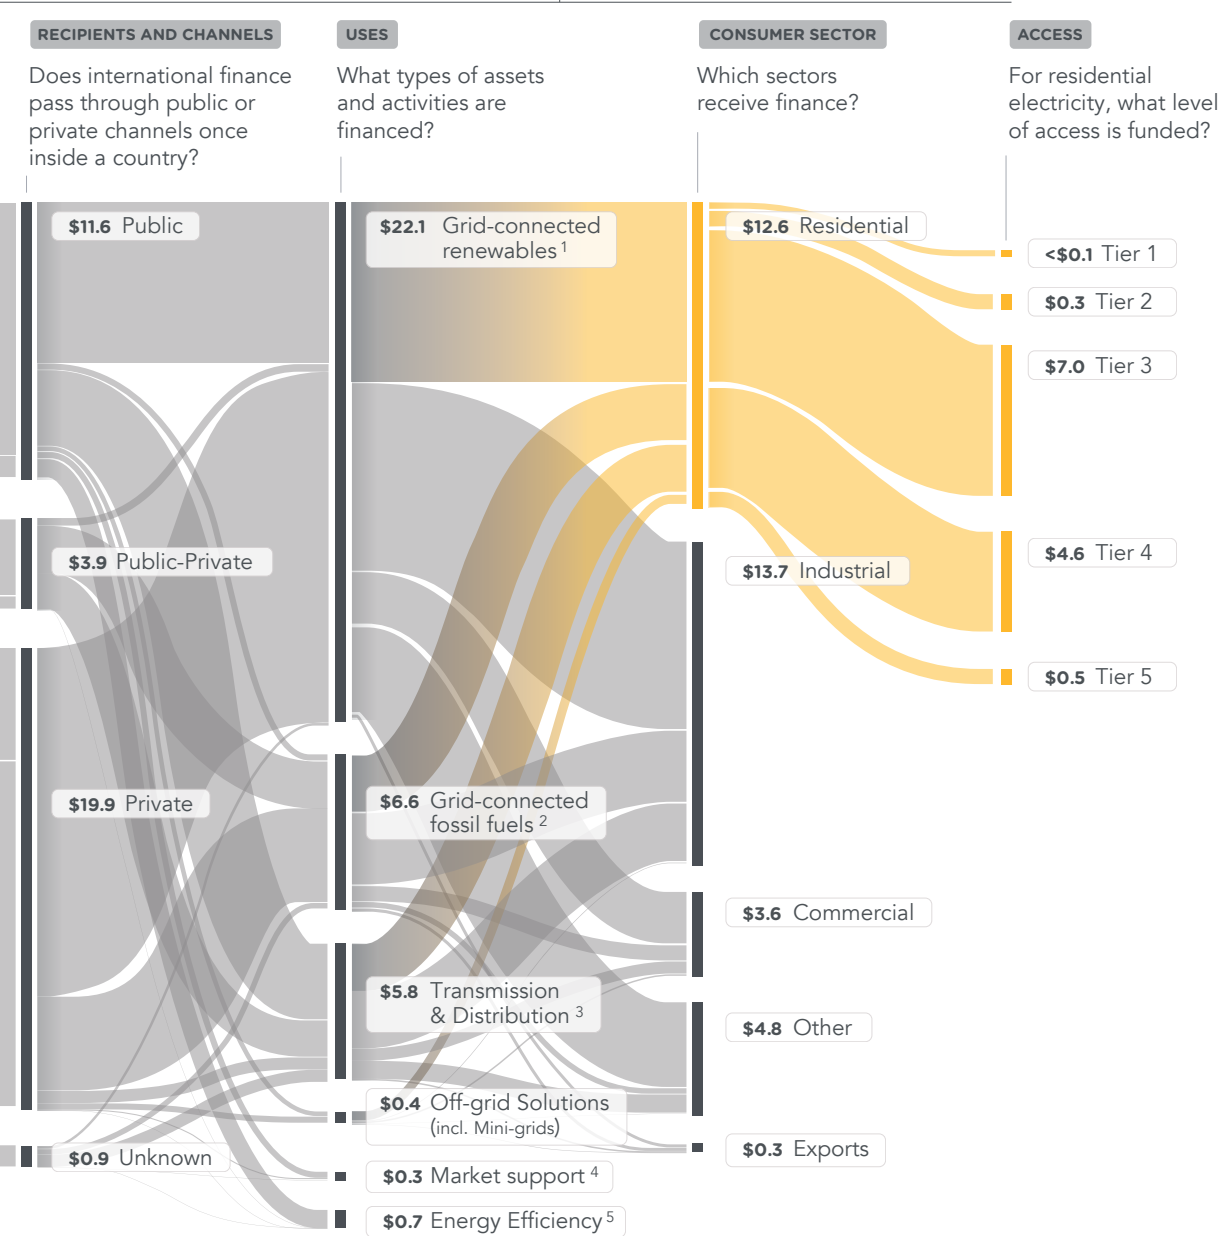 RECIPIENTS AND CHANNELS
Does international finance
pass through public or
private channels once
inside a country?
$11.6 Public
$3.9 Public-Private
$19.9 Private
$0.9 Unknown
USES
What types of assets
and activities are
financed?
$22.1 Grid-connected
renewables 1
$6.6 Grid-connected
fossil fuels 2
$5.8 Transmission
& Distribution 3
$0.4 Off-grid Solutions
(incl. Mini-grids)
$0.3 Market support 4
$0.7 Energy Efficiency 5
CONSUMER SECTOR
Which sectors
receive finance?
$12.6 Residential
$13.7 Industrial
$3.6 Commercial
$4.8 Other
$0.3 Exports
ACCESS
For residential
electricity, what level
of access is funded?
<$0.1 Tier 1
$0.3 Tier 2
$7.0 Tier 3
$4.6 Tier 4
$0.5 Tier 5